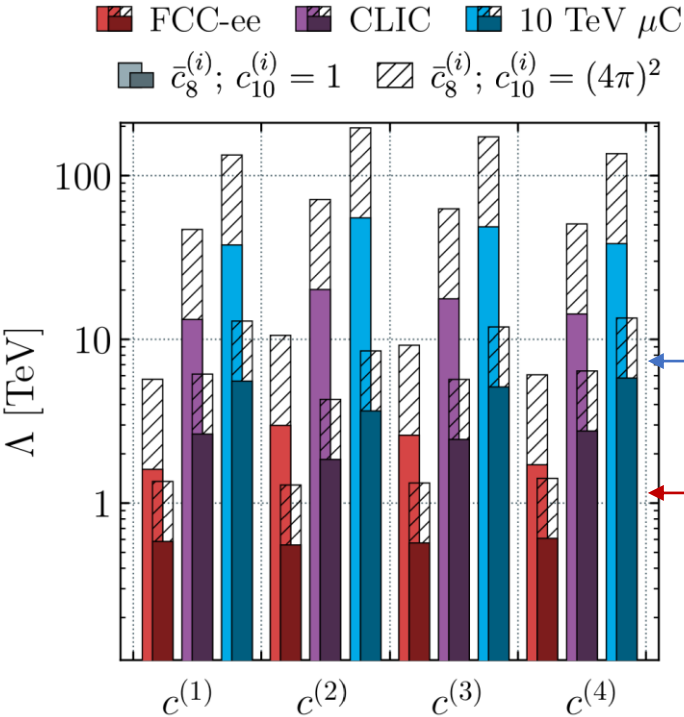 FCC-ee CLIC 10 TeV μC
c̄₈⁽ⁱ⁾; c₁₀⁽ⁱ⁾ = 1 c̄₈⁽ⁱ⁾; c₁₀⁽ⁱ⁾ = (4π)²
Λ [TeV]
100
10
1
c⁽¹⁾ c⁽²⁾ c⁽³⁾ c⁽⁴⁾